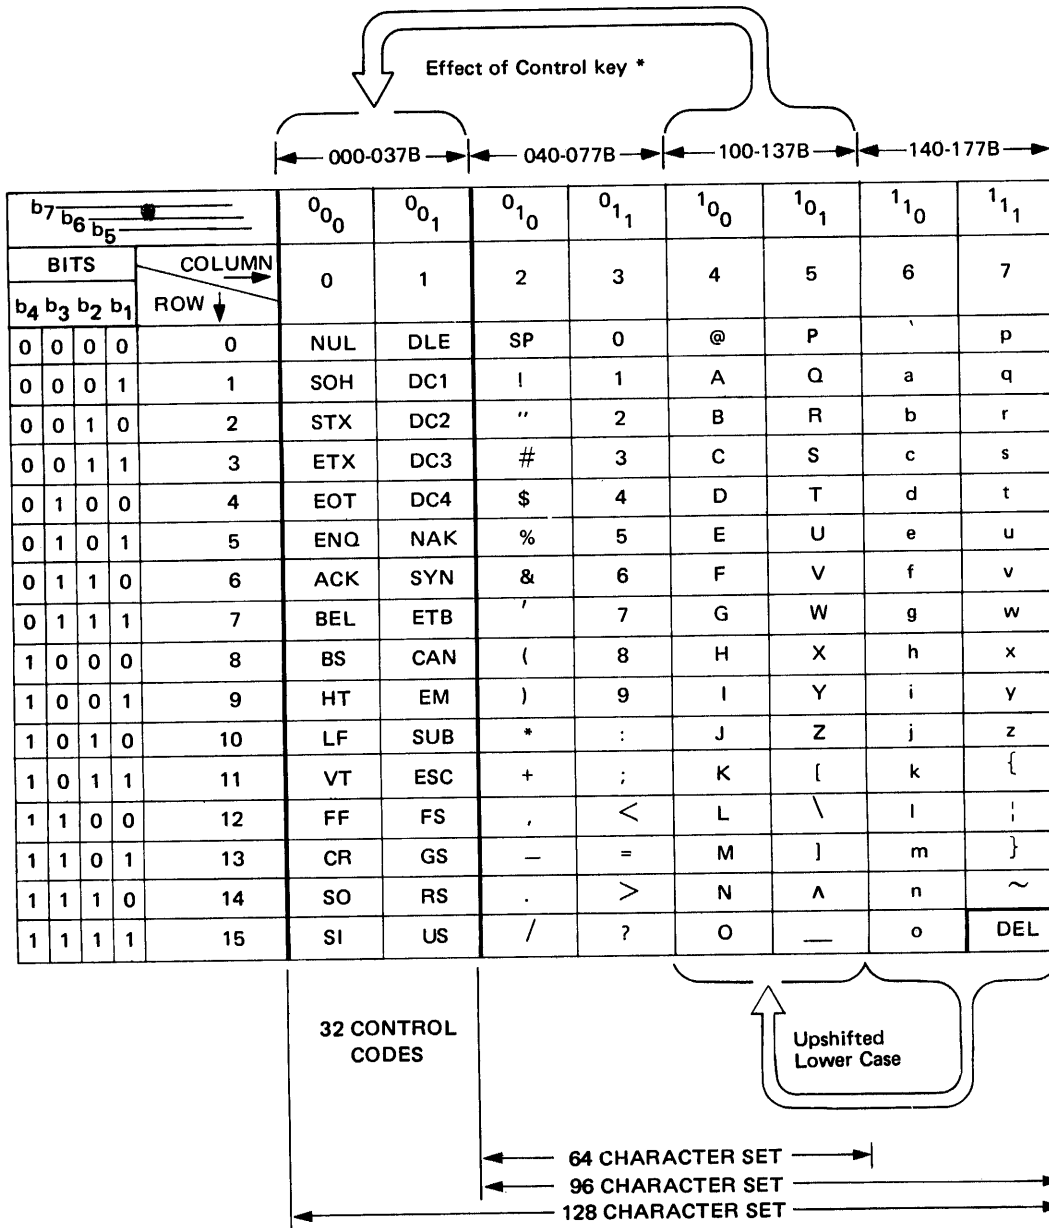 Effect of Control key *
000-037B 040-077B 100-137B 140-177B
b7 b6 b5 0 0 0 0 0 1 0 1 0 0 1 1 1 0 0 1 0 1 1 1 0 1 1 1
BITS COLUMN 0 1 2 3 4 5 6 7
b4 b3 b2 b1 ROW
0 0 0 0 0 NUL DLE SP 0 @ P ` p
0 0 0 1 1 SOH DC1 ! 1 A Q a q
0 0 1 0 2 STX DC2 " 2 B R b r
0 0 1 1 3 ETX DC3 # 3 C S c s
0 1 0 0 4 EOT DC4 $ 4 D T d t
0 1 0 1 5 ENQ NAK % 5 E U e u
0 1 1 0 6 ACK SYN & 6 F V f v
0 1 1 1 7 BEL ETB ' 7 G W g w
1 0 0 0 8 BS CAN ( 8 H X h x
1 0 0 1 9 HT EM ) 9 I Y i y
1 0 1 0 10 LF SUB * : J Z j z
1 0 1 1 11 VT ESC + ; K [ k {
1 1 0 0 12 FF FS , < L \ l ¦
1 1 0 1 13 CR GS — = M ] m }
1 1 1 0 14 SO RS . > N ∧ n ~
1 1 1 1 15 SI US / ? O _ o DEL
32 CONTROL
CODES
Upshifted
Lower Case
64 CHARACTER SET
96 CHARACTER SET
128 CHARACTER SET